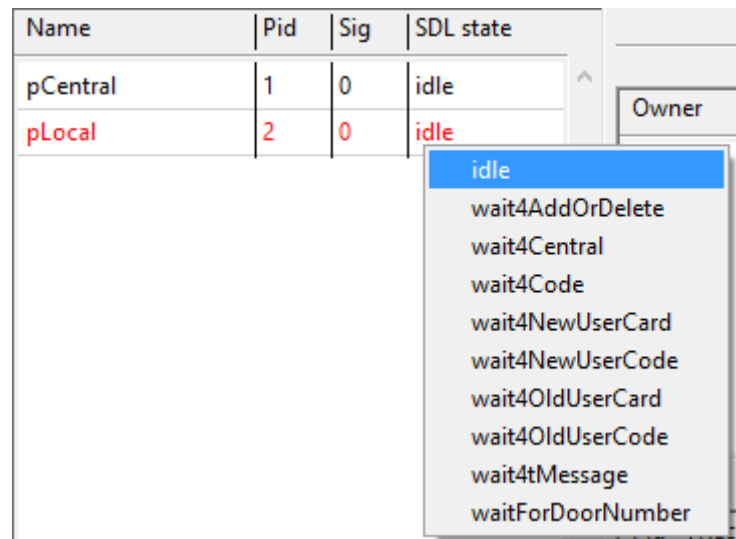 Name Pid Sig SDL state
pCentral 1 0 idle
Owner
pLocal 2 0 idle
idle
wait4AddOrDelete
wait4Central
wait4Code
wait4NewUserCard
wait4NewUserCode
wait4OldUserCard
wait4OldUserCode
wait4tMessage
waitForDoorNumber